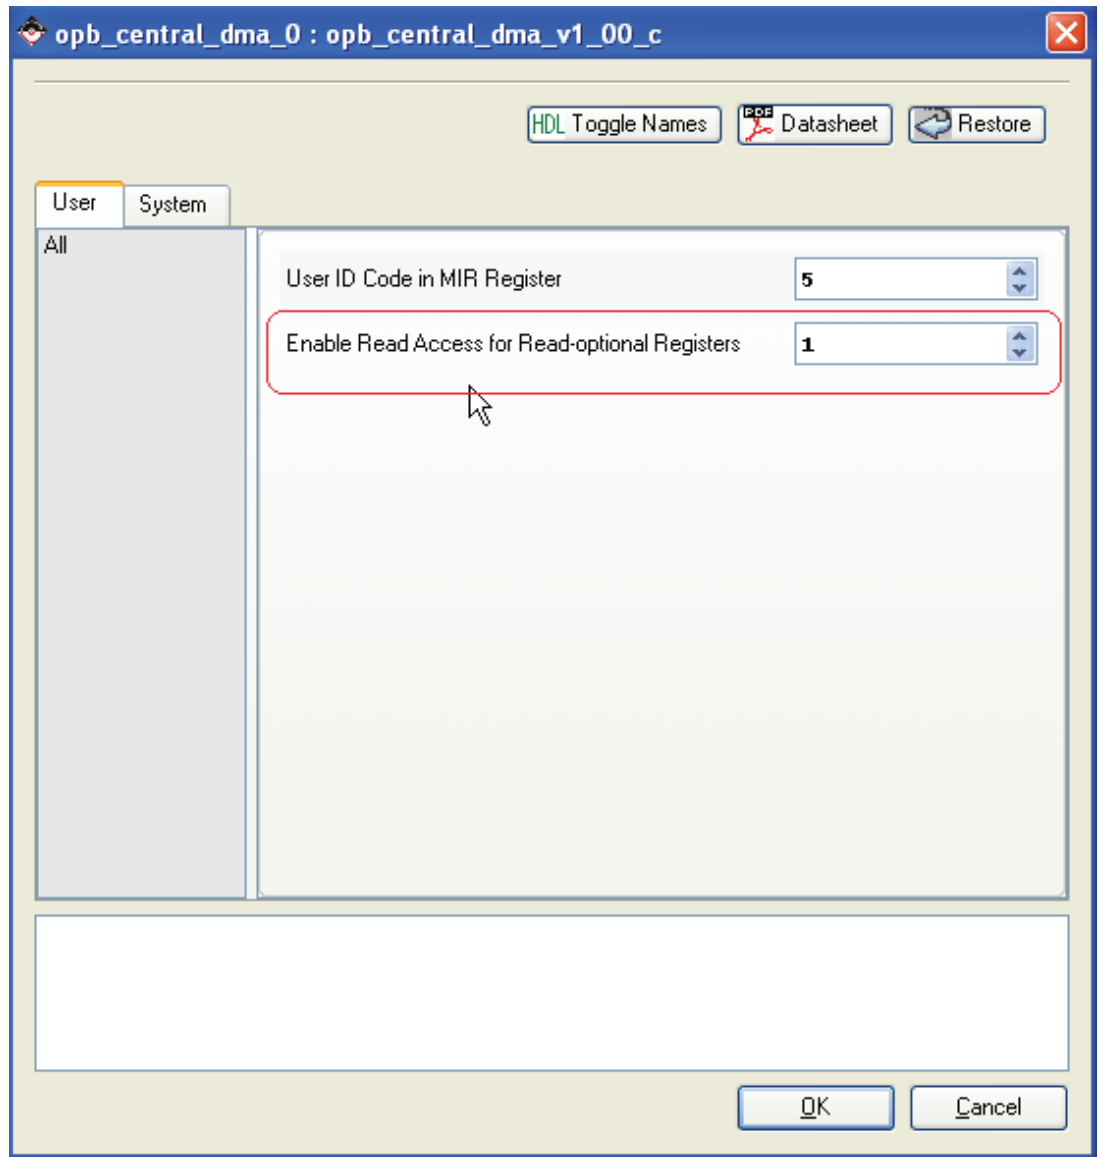 opb_central_dma_0 : opb_central_dma_v1_00_c
HDL Toggle Names PDF Datasheet Restore
User System
All
User ID Code in MIR Register 5
Enable Read Access for Read-optional Registers 1
OK Cancel